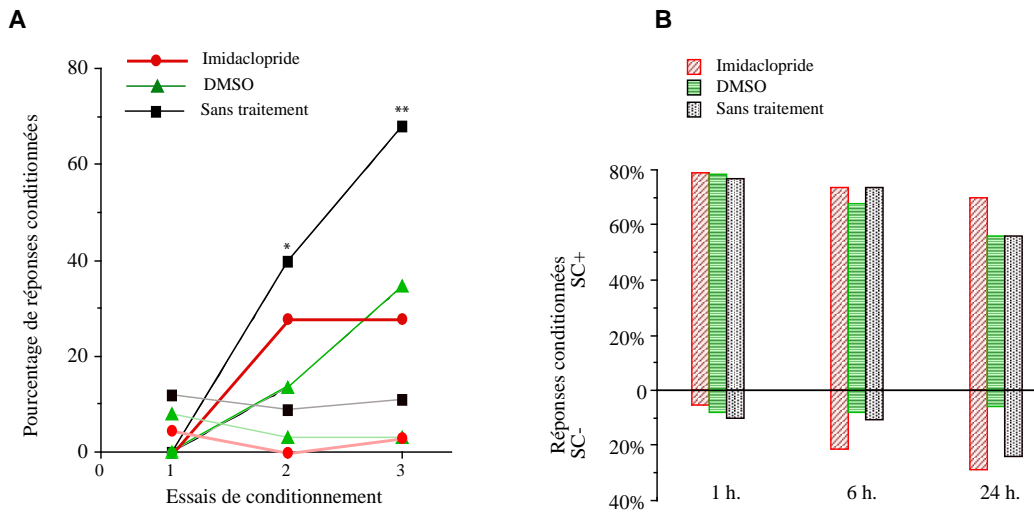 A
Imidaclopride
DMSO
Sans traitement
Pourcentage de réponses conditionnées
80
60
40
20
0
*
**
0
1
2
3
Essais de conditionnement
B
Imidaclopride
DMSO
Sans traitement
Réponses conditionnées
SC- SC+
80%
60%
40%
20%
0
20%
40%
1 h.
6 h.
24 h.